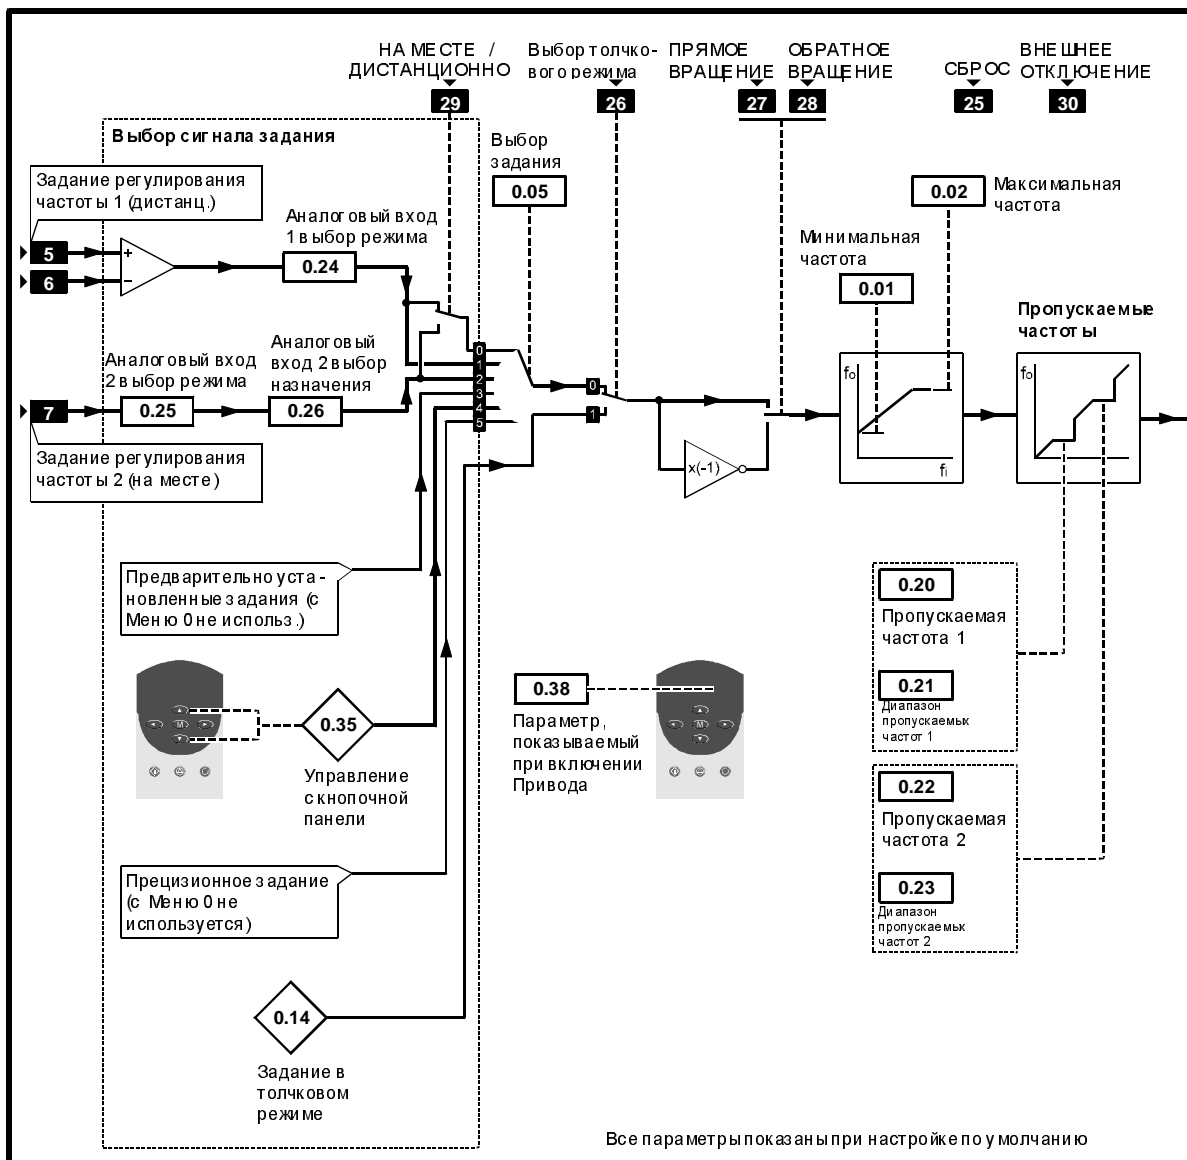 НА МЕСТЕ /
ДИСТАНЦИОННО
29
Выбор толчко-
вого режима
26
ПРЯМОЕ
ВРАЩЕНИЕ
27
ОБРАТНОЕ
ВРАЩЕНИЕ
28
СБРОС
25
ВНЕШНЕЕ
ОТКЛЮЧЕНИЕ
30
Выбор сигнала задания
Задание регулирования
частоты 1 (дистанц.)
5
6
+
−
Аналоговый вход
1 выбор режима
0.24
Выбор
задания
0.05
0.02
Максимальная
частота
Минимальная
частота
0.01
Пропускаемые
частоты
Аналоговый вход
2 выбор режима
0.25
Аналоговый
вход 2 выбор
назначения
0.26
7
Задание регулирования
частоты 2 (на месте)
0
1
2
3
4
5
0
1
x(-1)
fo
fi
fo
Предварительно уста-
новленные задания (с
Меню 0 не использ.)
M
0.35
Управление
с кнопочной
панели
0.38
Параметр,
показываемый
при включении
Привода
M
0.20
Пропускаемая
частота 1
0.21
Диапазон
пропускаемых
частот 1
0.22
Пропускаемая
частота 2
0.23
Диапазон
пропускаемых
частот 2
Прецизионное задание
(с Меню 0 не
используется)
0.14
Задание в
толчковом
режиме
Все параметры показаны при настройке по умолчанию